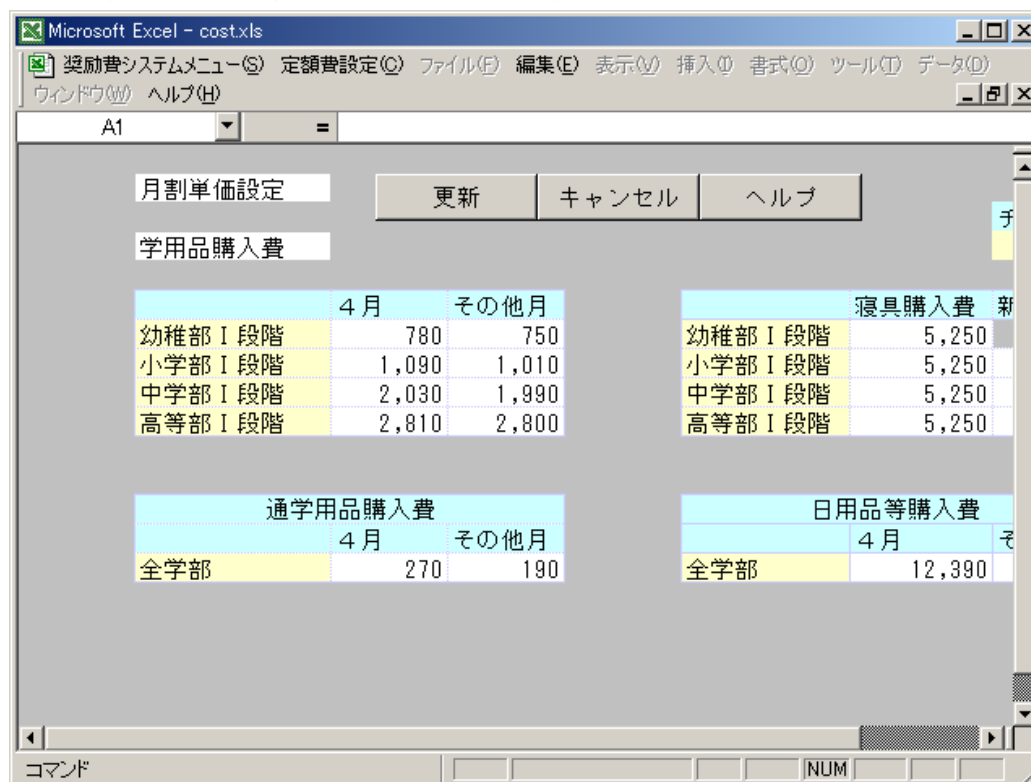 Microsoft Excel - cost.xls
奨励費システムメニュー(S) 定額費設定(C) ファイル(F) 編集(E) 表示(V) 挿入(I) 書式(O) ツール(T) データ(D)
ウィンドウ(W) ヘルプ(H)
A1 =
月割単価設定 更新 キャンセル ヘルプ
学用品購入費
４月 その他月 寝具購入費 新
幼稚部Ⅰ段階 780 750 幼稚部Ⅰ段階 5,250
小学部Ⅰ段階 1,090 1,010 小学部Ⅰ段階 5,250
中学部Ⅰ段階 2,030 1,990 中学部Ⅰ段階 5,250
高等部Ⅰ段階 2,810 2,800 高等部Ⅰ段階 5,250
通学用品購入費 日用品等購入費
４月 その他月 ４月 そ
全学部 270 190 全学部 12,390
コマンド NUM